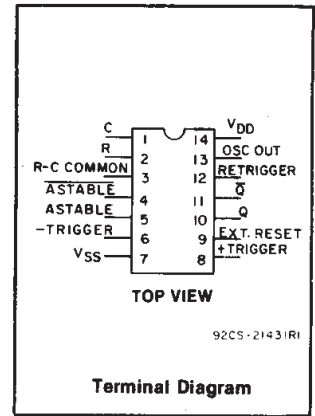 C 1 14 VDD
R 2 13 OSC OUT
R-C COMMON 3 12 RETRIGGER
A̅S̅T̅A̅B̅L̅E̅ 4 11 Q̅
ASTABLE 5 10 Q
-TRIGGER 6 9 EXT. RESET
VSS 7 8 +TRIGGER
TOP VIEW
92CS-21431R1
Terminal Diagram